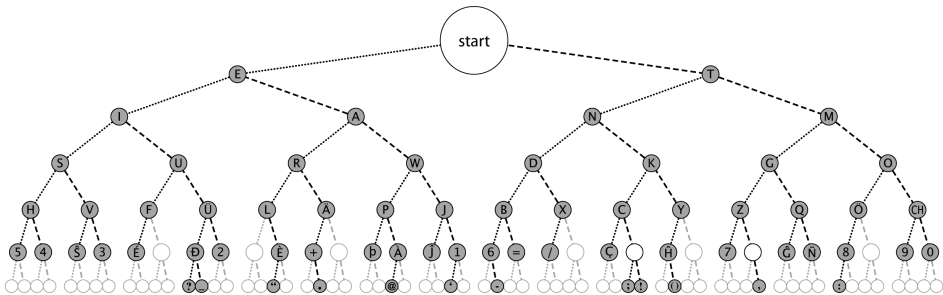 start
E T
I A N M
S U R W D K G O
H V F Ü L Ä P J B X C Y Z Q Ö CH
5 4 Ŝ 3 É Đ 2 È + Þ À Ĵ 1 6 = / Ç Ĥ 7 Ĝ Ñ 8 9 0
? _ " . @ ' - ; ! () , :